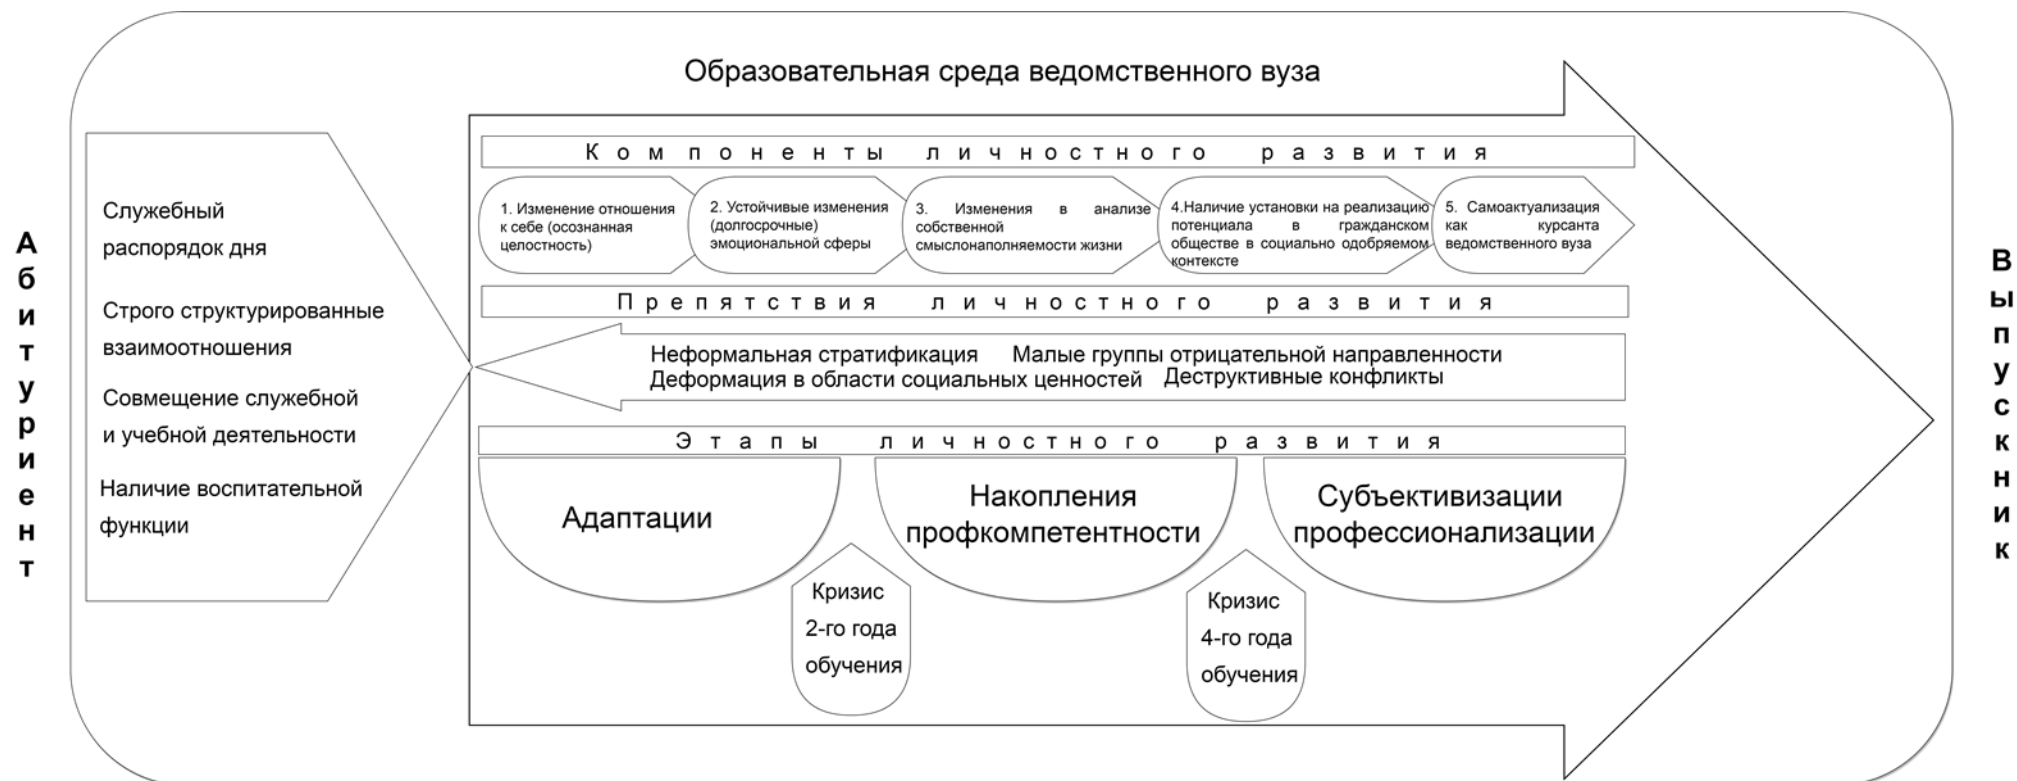 Образовательная среда ведомственного вуза
Абитуриент
Служебный
распорядок дня
Строго структурированные
взаимоотношения
Совмещение служебной
и учебной деятельности
Наличие воспитательной
функции
Компоненты личностного развития
1. Изменение отношения
к себе (осознанная
целостность)
2. Устойчивые изменения
(долгосрочные)
эмоциональной сферы
3. Изменения в анализе
собственной
смыслонаполняемости жизни
4.Наличие установки на реализацию
потенциала в гражданском
обществе в социально одобряемом
контексте
5. Самоактуализация
как курсанта
ведомственного вуза
Препятствия личностного развития
Неформальная стратификация Малые группы отрицательной направленности
Деформация в области социальных ценностей Деструктивные конфликты
Этапы личностного развития
Адаптации
Накопления
профкомпетентности
Субъективизации
профессионализации
Кризис
2-го года
обучения
Кризис
4-го года
обучения
Выпускник